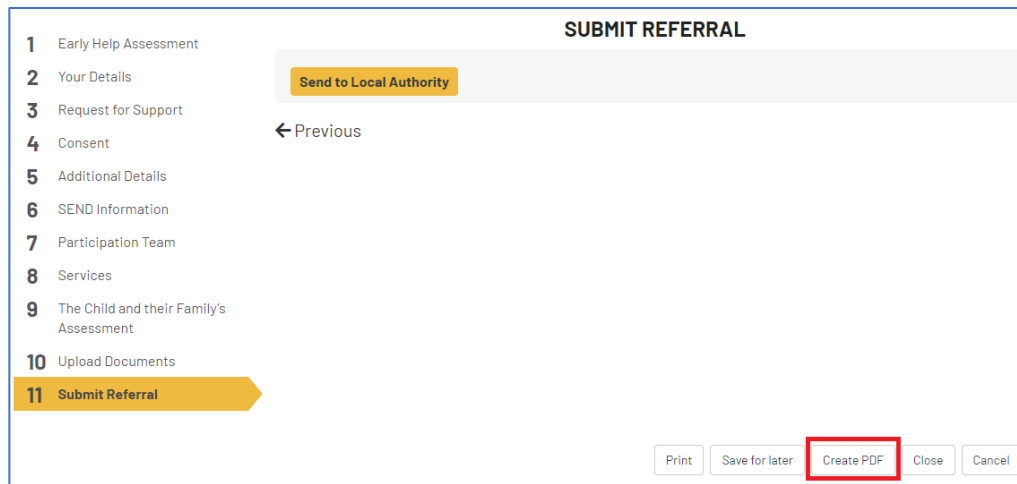 SUBMIT REFERRAL
1 Early Help Assessment
2 Your Details
3 Request for Support
4 Consent
5 Additional Details
6 SEND Information
7 Participation Team
8 Services
9 The Child and their Family's
Assessment
10 Upload Documents
11 Submit Referral
Send to Local Authority
Previous
Print
Save for later
Create PDF
Close
Cancel